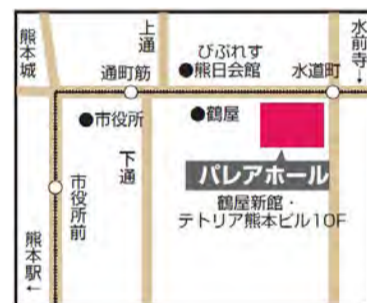 熊本城
上通
びぷれす
●熊日会館
水前寺→
通町筋
水道町
●市役所
●鶴屋
下通
市役所前
熊本駅←
パレアホール
鶴屋新館・
テトリア熊本ビル10F